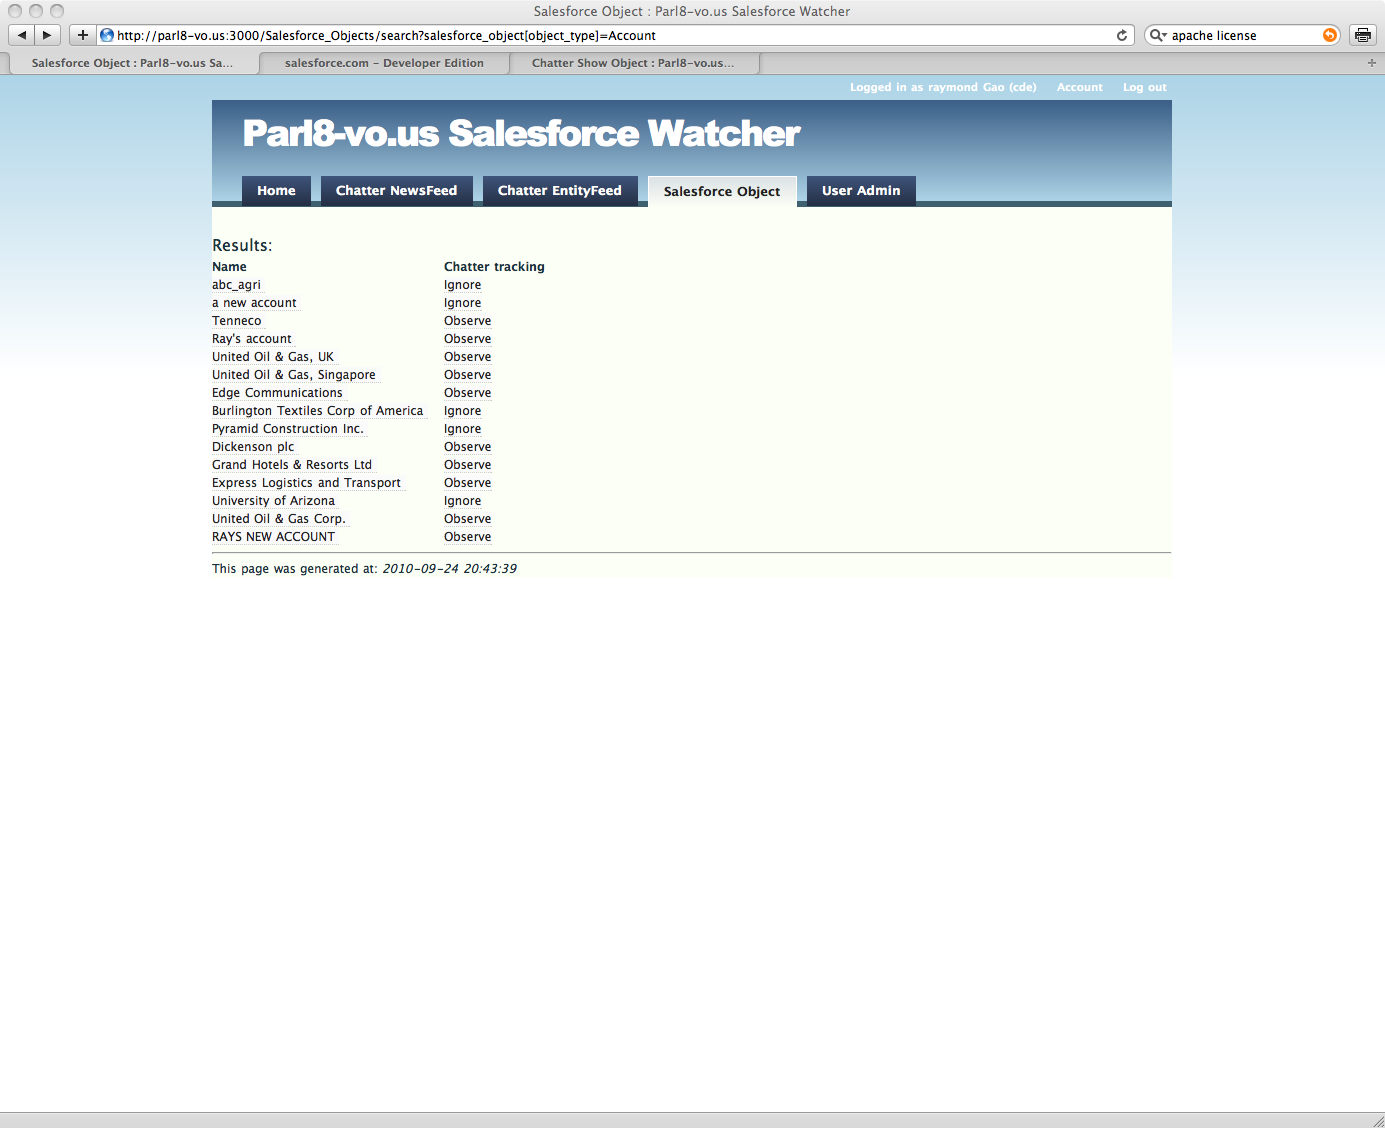 Salesforce Object : Parl8-vo.us Salesforce Watcher
http://parl8-vo.us:3000/Salesforce_Objects/search?salesforce_object[object_type]=Account
apache license
Salesforce Object : Parl8-vo.us Sa...
salesforce.com – Developer Edition
Chatter Show Object : Parl8-vo.us...
Logged in as raymond Gao (cde) Account Log out
Parl8-vo.us Salesforce Watcher
Home Chatter NewsFeed Chatter EntityFeed Salesforce Object User Admin
Results:
Name Chatter tracking
abc_agri Ignore
a new account Ignore
Tenneco Observe
Ray's account Observe
United Oil & Gas, UK Observe
United Oil & Gas, Singapore Observe
Edge Communications Observe
Burlington Textiles Corp of America Ignore
Pyramid Construction Inc. Ignore
Dickenson plc Observe
Grand Hotels & Resorts Ltd Observe
Express Logistics and Transport Observe
University of Arizona Ignore
United Oil & Gas Corp. Observe
RAYS NEW ACCOUNT Observe
This page was generated at: 2010-09-24 20:43:39